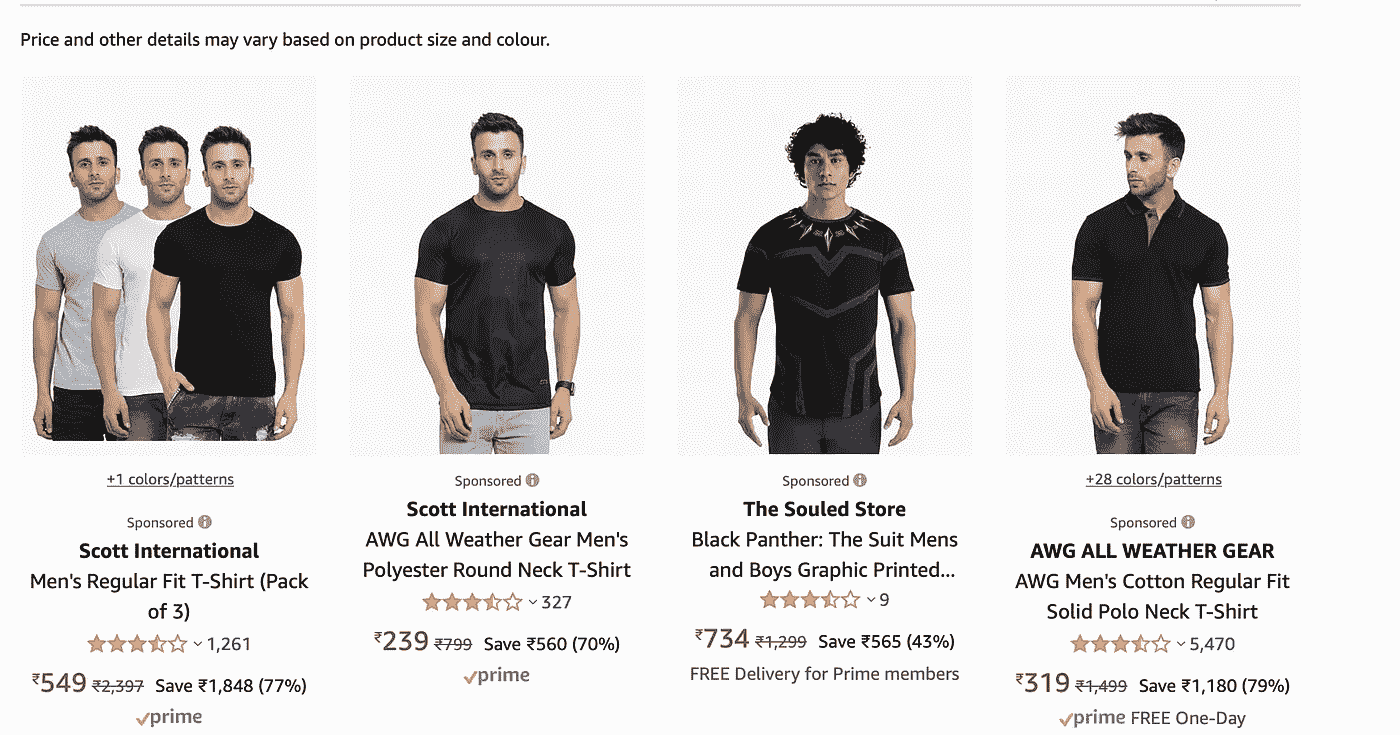 Price and other details may vary based on product size and colour.
+1 colors/patterns
Sponsored
Scott International
Men's Regular Fit T-Shirt (Pack
of 3)
1,261
₹549 ₹2,397 Save ₹1,848 (77%)
prime
Sponsored
Scott International
AWG All Weather Gear Men's
Polyester Round Neck T-Shirt
327
₹239 ₹799 Save ₹560 (70%)
prime
Sponsored
The Souled Store
Black Panther: The Suit Mens
and Boys Graphic Printed...
9
₹734 ₹1,299 Save ₹565 (43%)
FREE Delivery for Prime members
+28 colors/patterns
Sponsored
AWG ALL WEATHER GEAR
AWG Men's Cotton Regular Fit
Solid Polo Neck T-Shirt
5,470
₹319 ₹1,499 Save ₹1,180 (79%)
prime FREE One-Day